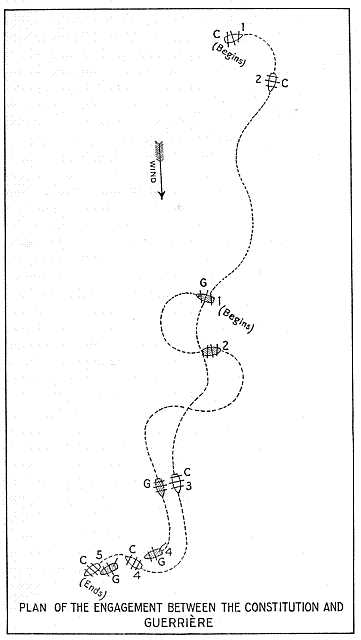 C 1
(Begins)
2 C
WIND
G
1
(Begins)
2
G C
3
C 5 G
C 4
4 G
(Ends)
PLAN OF THE ENGAGEMENT BETWEEN THE CONSTITUTION AND
GUERRIÈRE